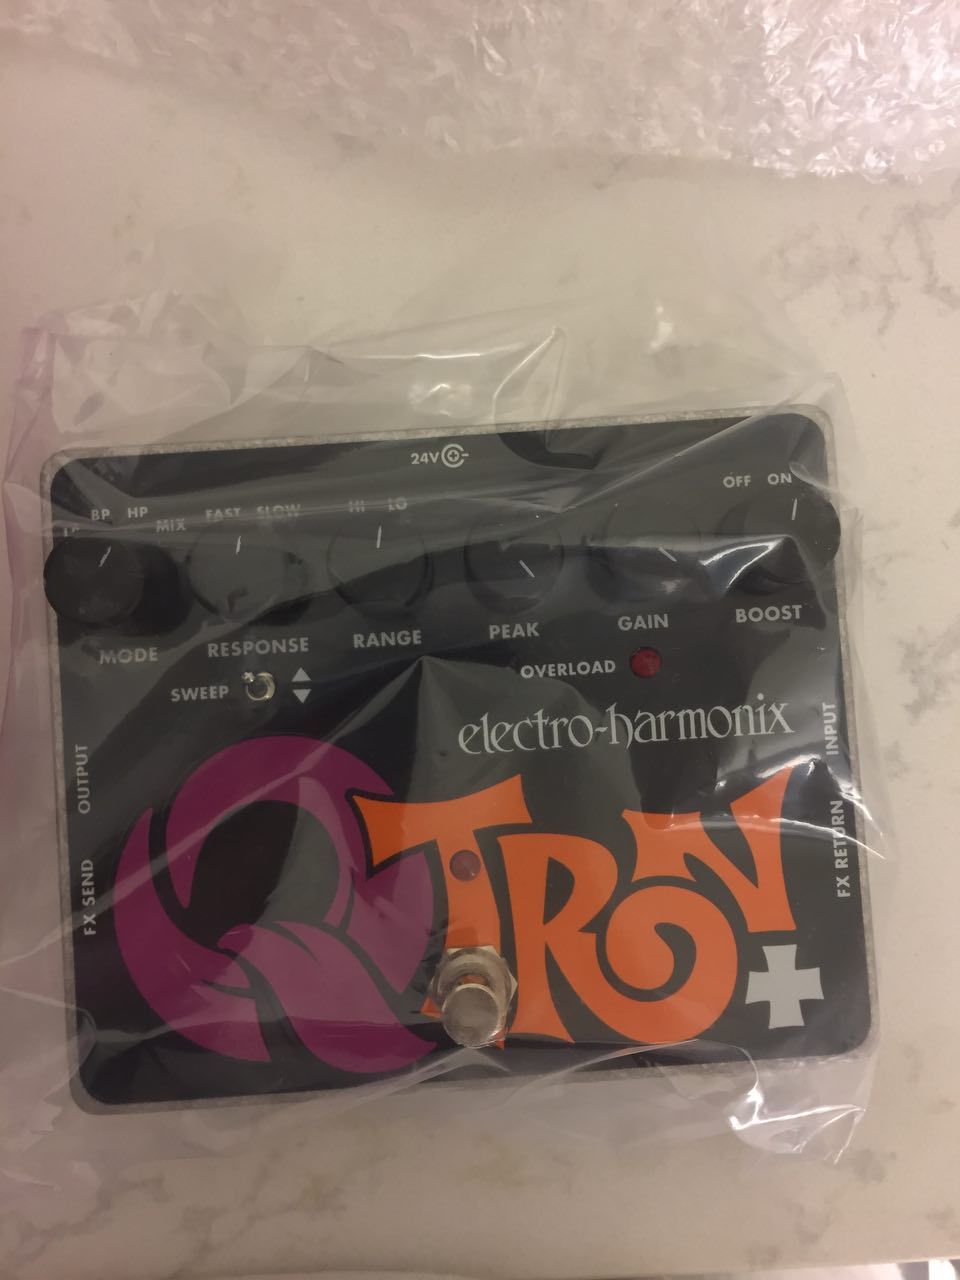 24V
OFF ON
BP HP
MIX
FAST SLOW
HI LO
MODE RESPONSE RANGE PEAK GAIN BOOST
SWEEP
OVERLOAD
electro-harmonix
OUTPUT
INPUT
FX SEND
FX RETURN
QTRON
+